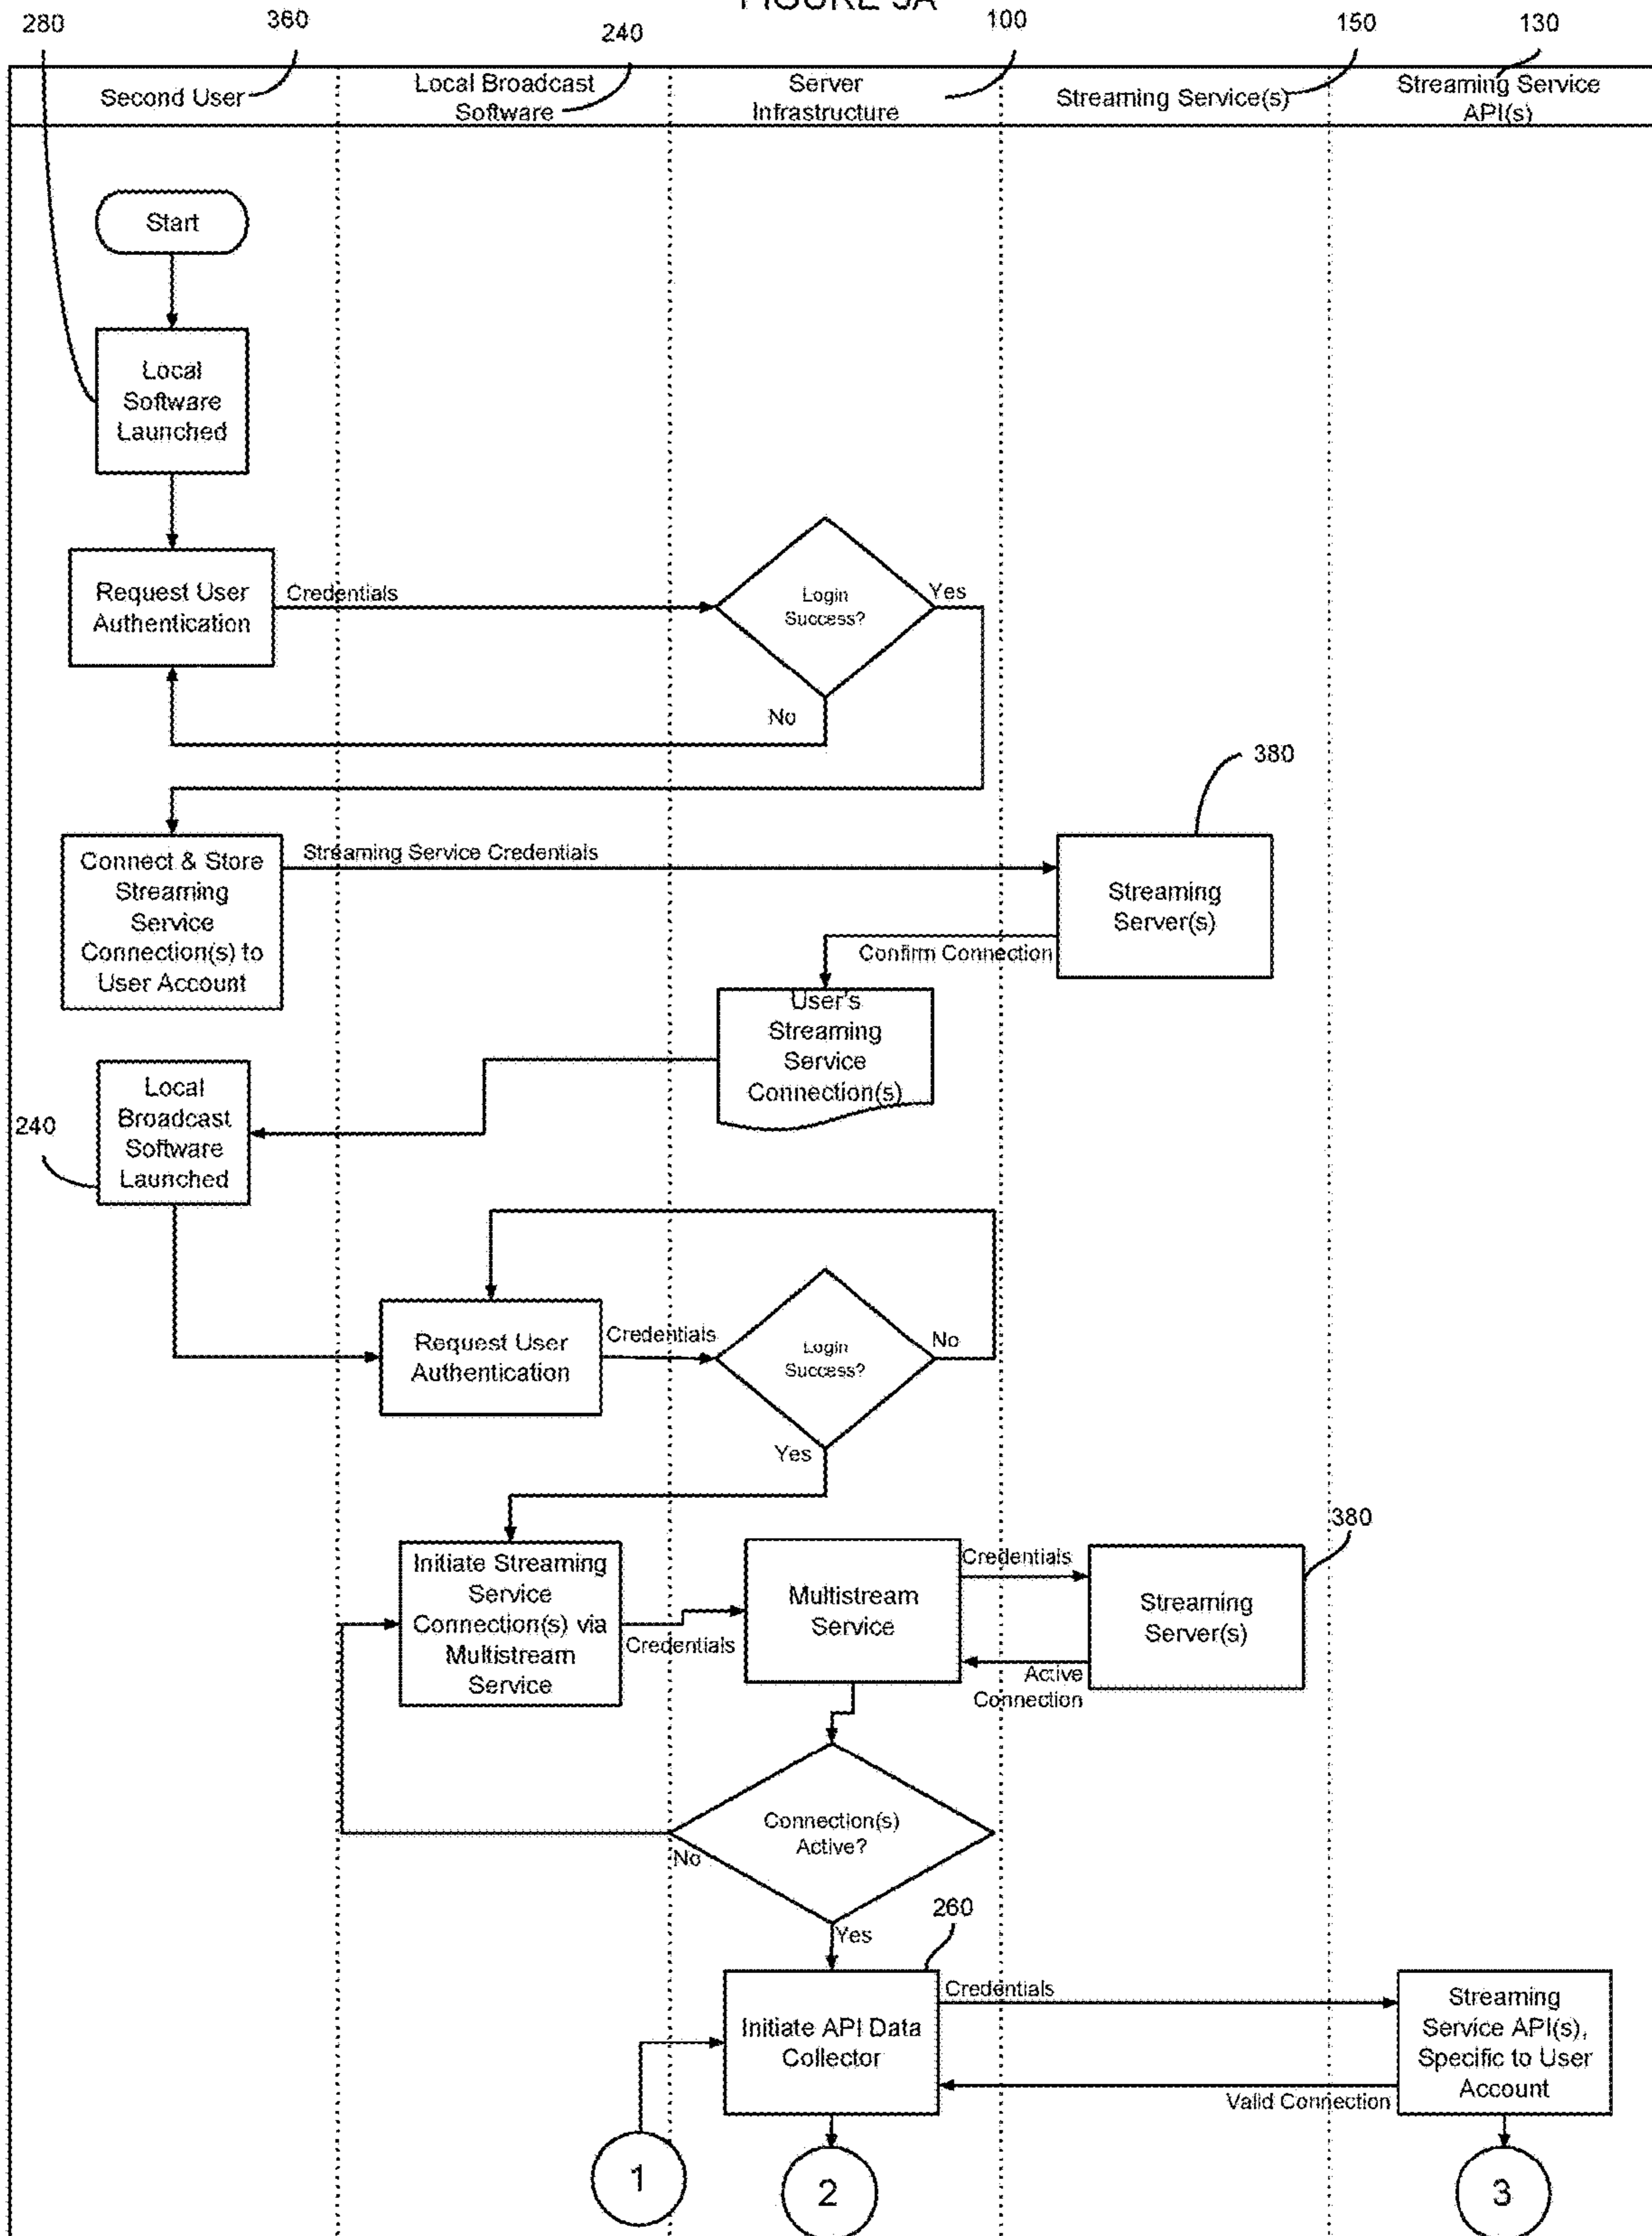 280
360
240
100
150
130
Second User
Local Broadcast
Software
Server
Infrastructure
Streaming Service(s)
Streaming Service
API(s)
Start
Local
Software
Launched
Request User
Authentication
Credentials
Login
Success?
Yes
No
380
Connect & Store
Streaming
Service
Connection(s) to
User Account
Streaming Service Credentials
Streaming
Server(s)
Confirm Connection
User's
Streaming
Service
Connection(s)
Local
Broadcast
Software
Launched
240
Request User
Authentication
Credentials
Login
Success?
No
Yes
380
Initiate Streaming
Service
Connection(s) via
Multistream
Service
Credentials
Multistream
Service
Credentials
Streaming
Server(s)
Active
Connection
Connection(s)
Active?
No
Yes
260
Initiate API Data
Collector
Credentials
Streaming
Service API(s),
Specific to User
Account
Valid Connection
1
2
3